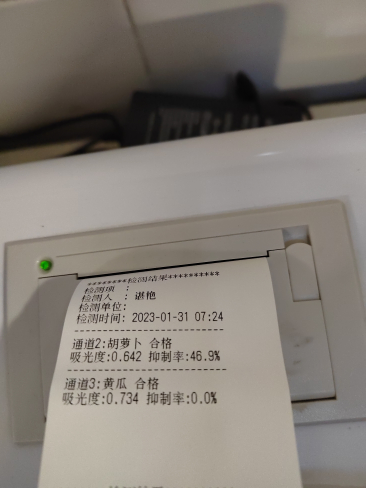 *********检测结果***********
检测项 :
检测人 : 谌艳
检测单位:
检测时间: 2023-01-31 07:24
--------------------------------
通道2:胡萝卜 合格
吸光度:0.642 抑制率:46.9%
--------------------------------
通道3:黄瓜 合格
吸光度:0.734 抑制率:0.0%
--------------------------------